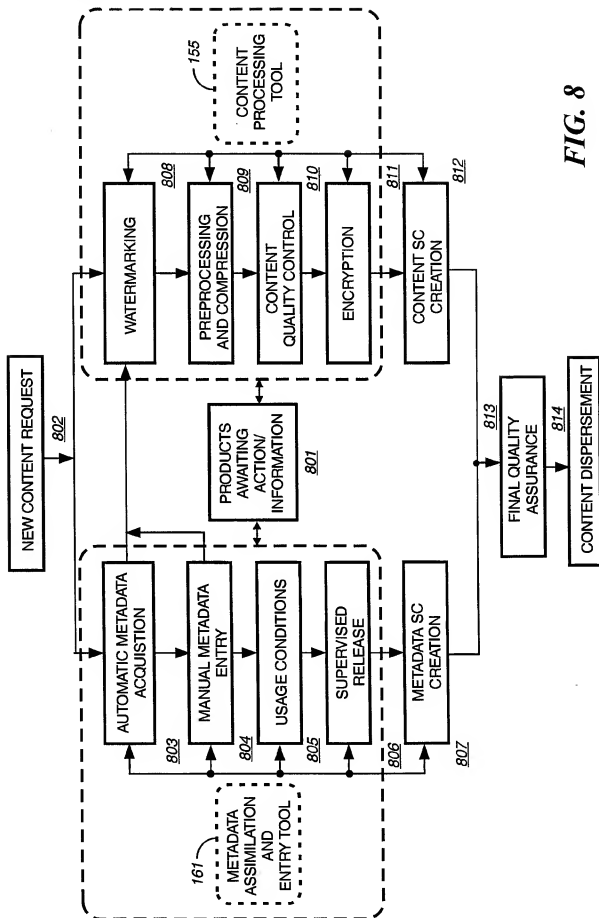 NEW CONTENT REQUEST
802
AUTOMATIC METADATA
ACQUISTION
803
MANUAL METADATA
ENTRY
804
USAGE CONDITIONS
805
SUPERVISED
RELEASE
806
METADATA SC
CREATION
807
161
METADATA
ASSIMILATION
AND
ENTRY TOOL
PRODUCTS
AWAITING
ACTION/
INFORMATION
801
WATERMARKING
808
PREPROCESSING
AND COMPRESSION
809
CONTENT
QUALITY CONTROL
810
ENCRYPTION
811
CONTENT SC
CREATION
812
155
CONTENT
PROCESSING
TOOL
813
FINAL QUALITY
ASSURANCE
814
CONTENT DISPERSEMENT
FIG. 8